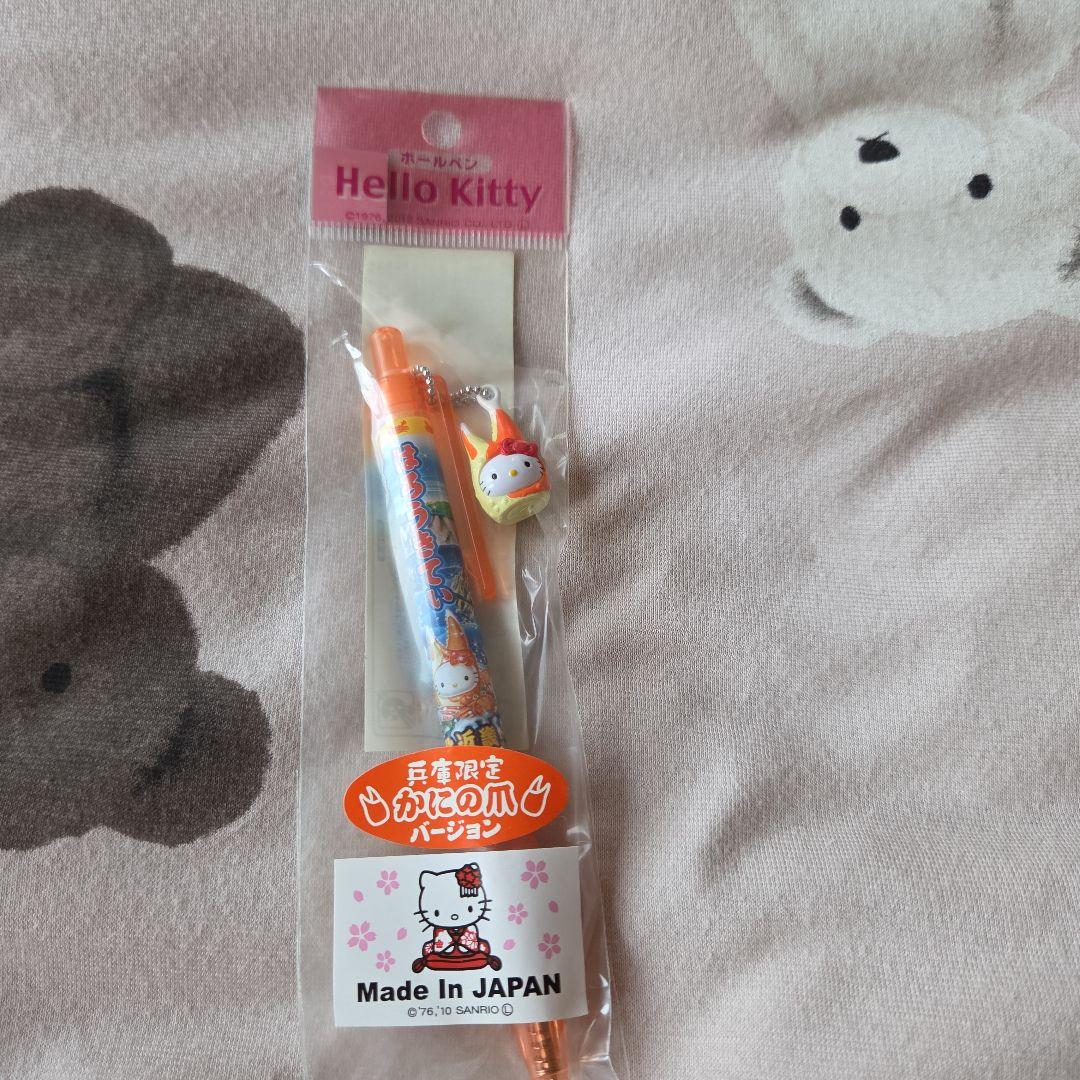 ボールペン
Hello Kitty
©1976, 2012 SANRIO CO., LTD. Ⓛ
はろうきてぃ
兵庫限定
かにの爪
バージョン
Made In JAPAN
©'76,'10 SANRIO Ⓛ